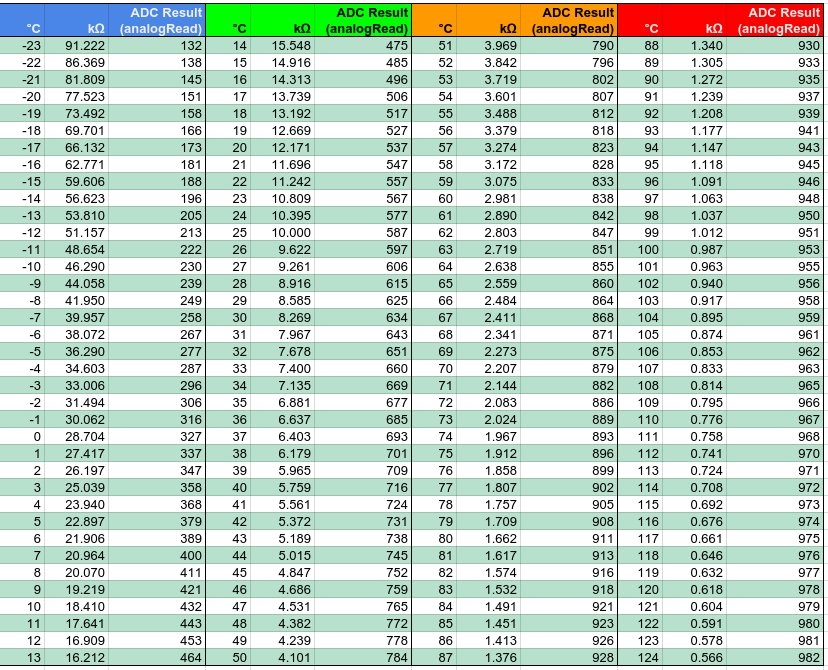 ADC Result ADC Result ADC Result ADC Result
°C kΩ (analogRead) °C kΩ (analogRead) °C kΩ (analogRead) °C kΩ (analogRead)
-23 91.222 132 14 15.548 475 51 3.969 790 88 1.340 930
-22 86.369 138 15 14.916 485 52 3.842 796 89 1.305 933
-21 81.809 145 16 14.313 496 53 3.719 802 90 1.272 935
-20 77.523 151 17 13.739 506 54 3.601 807 91 1.239 937
-19 73.492 158 18 13.192 517 55 3.488 812 92 1.208 939
-18 69.701 166 19 12.669 527 56 3.379 818 93 1.177 941
-17 66.132 173 20 12.171 537 57 3.274 823 94 1.147 943
-16 62.771 181 21 11.696 547 58 3.172 828 95 1.118 945
-15 59.606 188 22 11.242 557 59 3.075 833 96 1.091 946
-14 56.623 196 23 10.809 567 60 2.981 838 97 1.063 948
-13 53.810 205 24 10.395 577 61 2.890 842 98 1.037 950
-12 51.157 213 25 10.000 587 62 2.803 847 99 1.012 951
-11 48.654 222 26 9.622 597 63 2.719 851 100 0.987 953
-10 46.290 230 27 9.261 606 64 2.638 855 101 0.963 955
-9 44.058 239 28 8.916 615 65 2.559 860 102 0.940 956
-8 41.950 249 29 8.585 625 66 2.484 864 103 0.917 958
-7 39.957 258 30 8.269 634 67 2.411 868 104 0.895 959
-6 38.072 267 31 7.967 643 68 2.341 871 105 0.874 961
-5 36.290 277 32 7.678 651 69 2.273 875 106 0.853 962
-4 34.603 287 33 7.400 660 70 2.207 879 107 0.833 963
-3 33.006 296 34 7.135 669 71 2.144 882 108 0.814 965
-2 31.494 306 35 6.881 677 72 2.083 886 109 0.795 966
-1 30.062 316 36 6.637 685 73 2.024 889 110 0.776 967
0 28.704 327 37 6.403 693 74 1.967 893 111 0.758 968
1 27.417 337 38 6.179 701 75 1.912 896 112 0.741 970
2 26.197 347 39 5.965 709 76 1.858 899 113 0.724 971
3 25.039 358 40 5.759 716 77 1.807 902 114 0.708 972
4 23.940 368 41 5.561 724 78 1.757 905 115 0.692 973
5 22.897 379 42 5.372 731 79 1.709 908 116 0.676 974
6 21.906 389 43 5.189 738 80 1.662 911 117 0.661 975
7 20.964 400 44 5.015 745 81 1.617 913 118 0.646 976
8 20.070 411 45 4.847 752 82 1.574 916 119 0.632 977
9 19.219 421 46 4.686 759 83 1.532 918 120 0.618 978
10 18.410 432 47 4.531 765 84 1.491 921 121 0.604 979
11 17.641 443 48 4.382 772 85 1.451 923 122 0.591 980
12 16.909 453 49 4.239 778 86 1.413 926 123 0.578 981
13 16.212 464 50 4.101 784 87 1.376 928 124 0.566 982